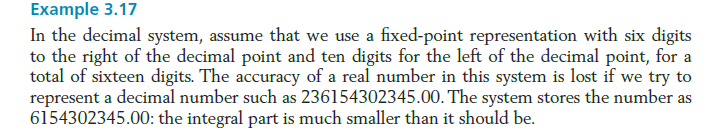 Example 3.17
In the decimal system, assume that we use a fixed-point representation with six digits
to the right of the decimal point and ten digits for the left of the decimal point, for a
total of sixteen digits. The accuracy of a real number in this system is lost if we try to
represent a decimal number such as 236154302345.00. The system stores the number as
6154302345.00: the integral part is much smaller than it should be.